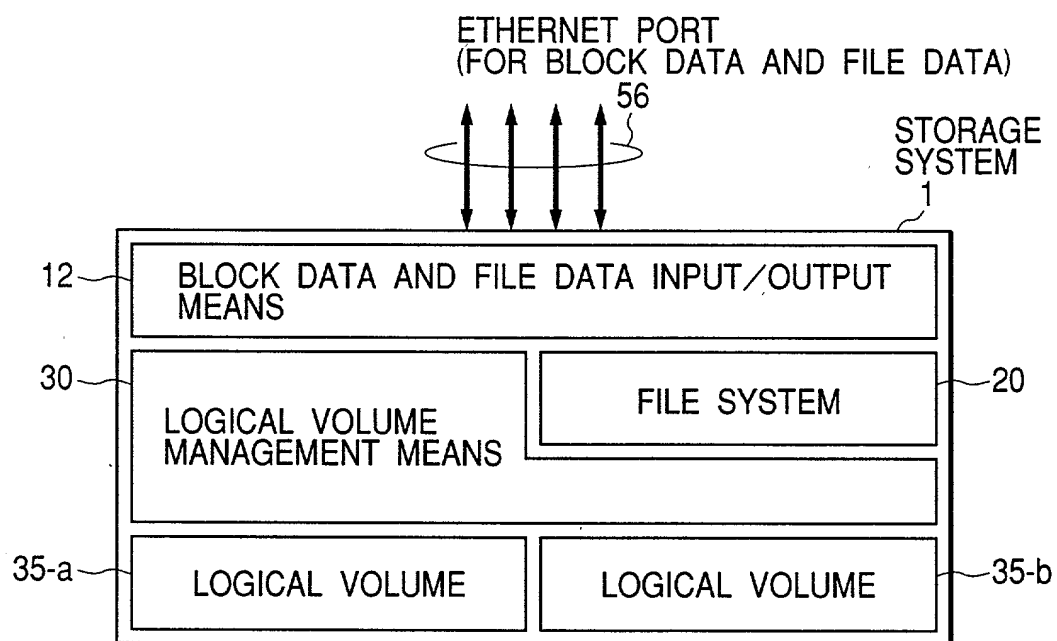 ETHERNET PORT
(FOR BLOCK DATA AND FILE DATA)
56
STORAGE
SYSTEM
1
12
BLOCK DATA AND FILE DATA INPUT/OUTPUT
MEANS
30
LOGICAL VOLUME
MANAGEMENT MEANS
FILE SYSTEM
20
35-a
LOGICAL VOLUME
LOGICAL VOLUME
35-b